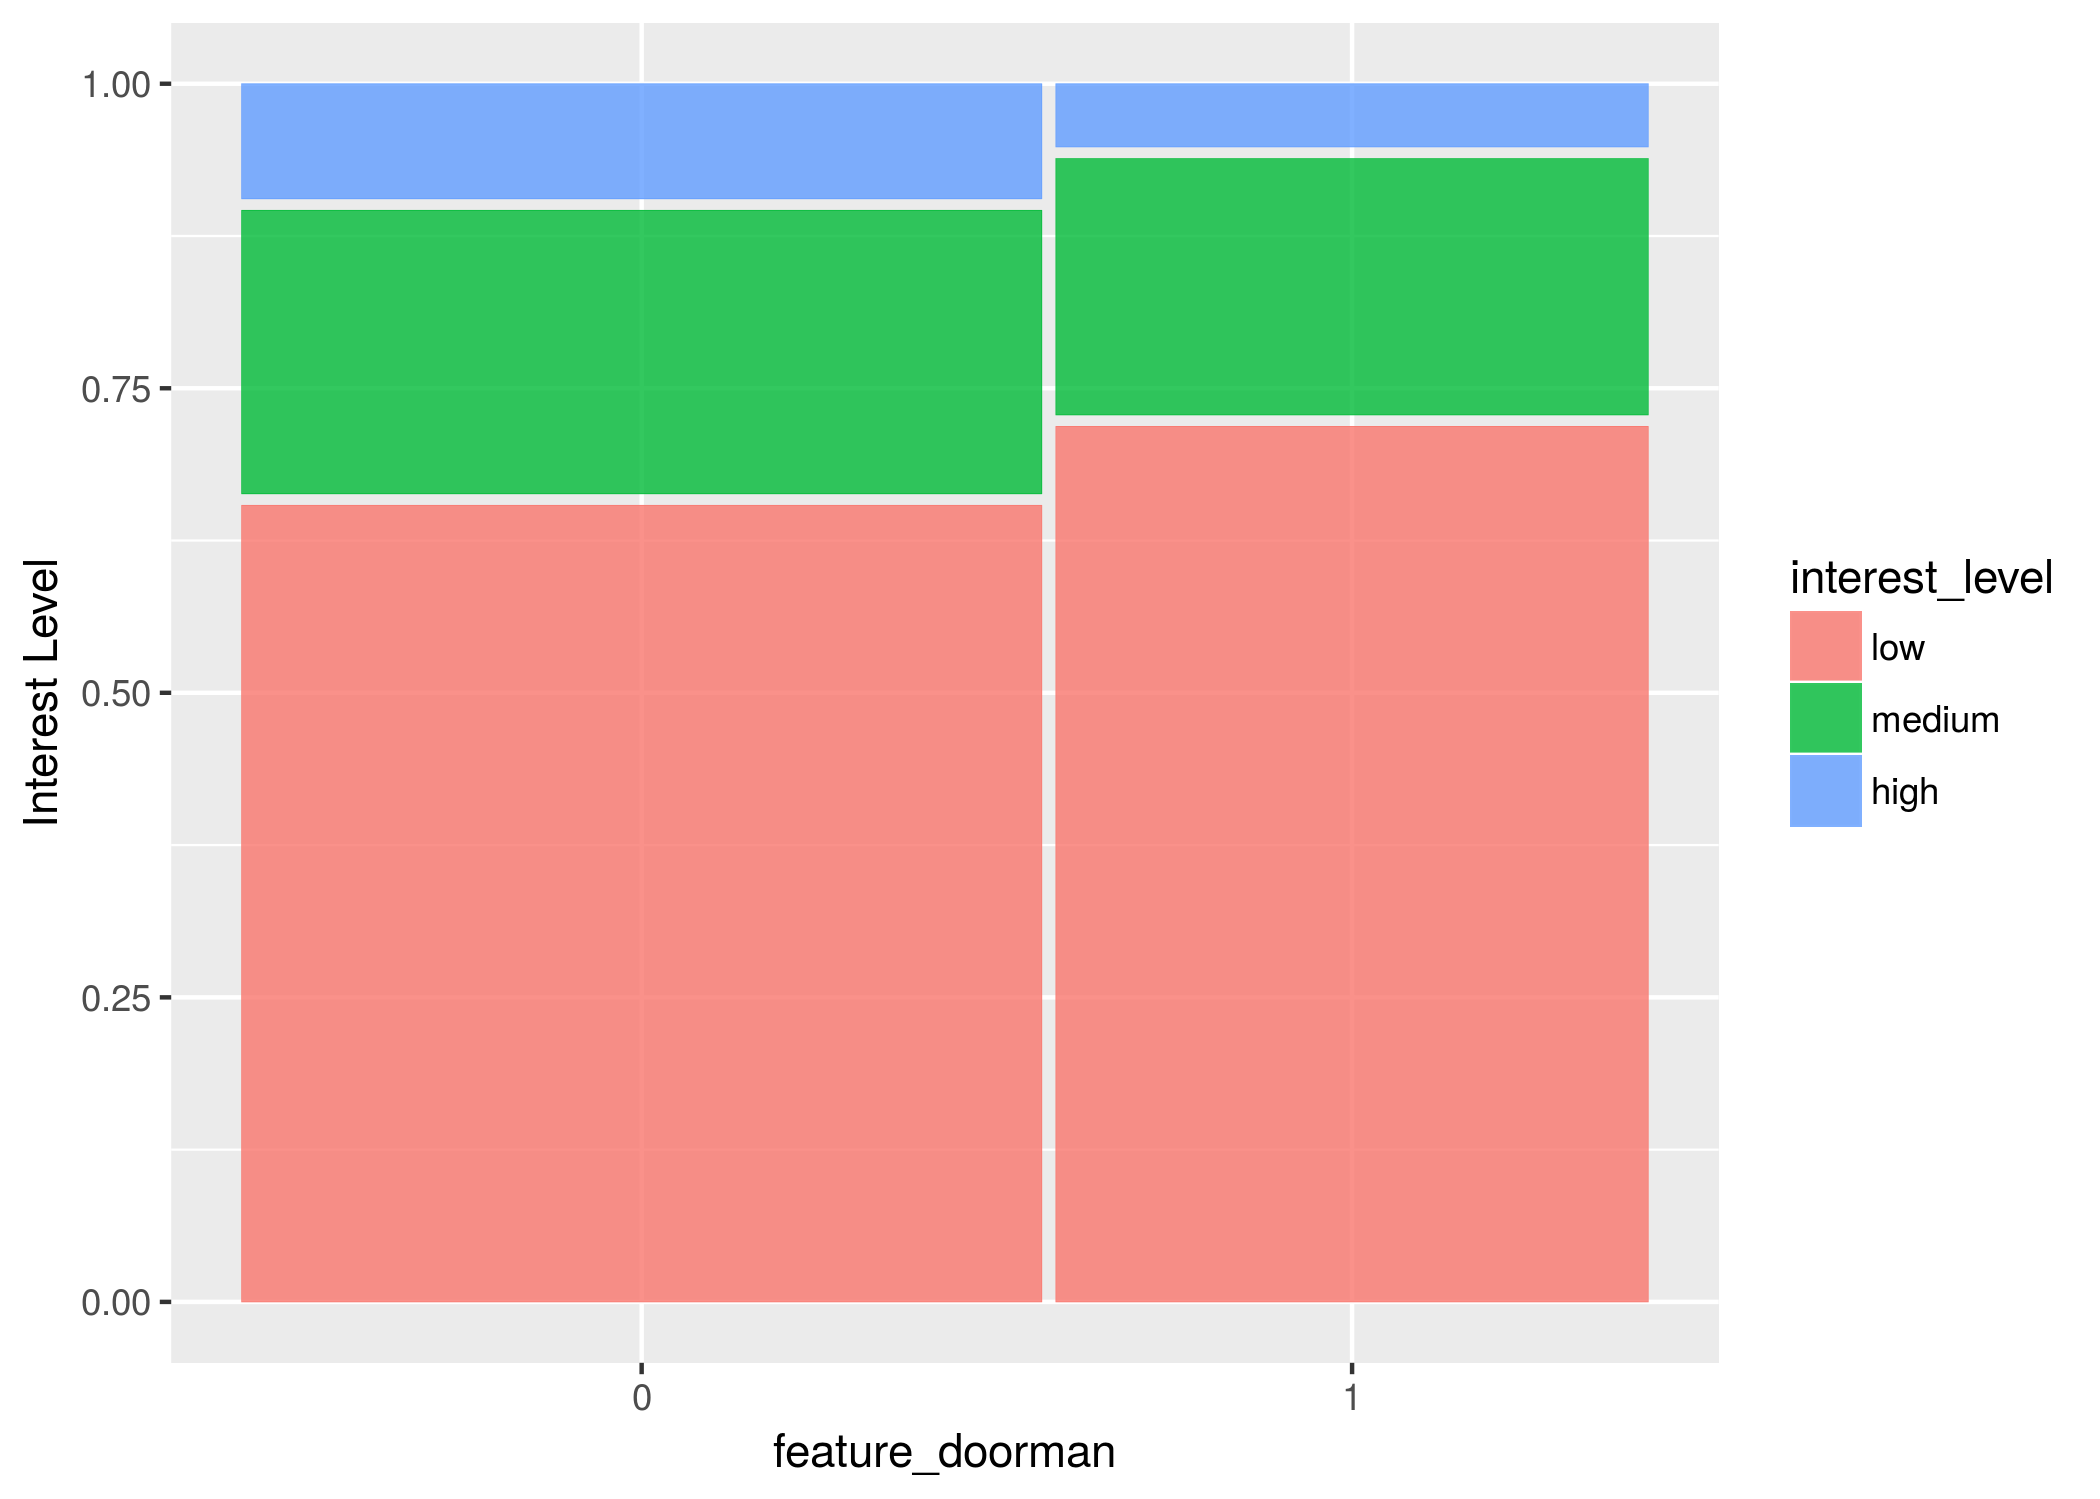 1.00
0.75
0.50
0.25
0.00
Interest Level
0
1
feature_doorman
interest_level
low
medium
high